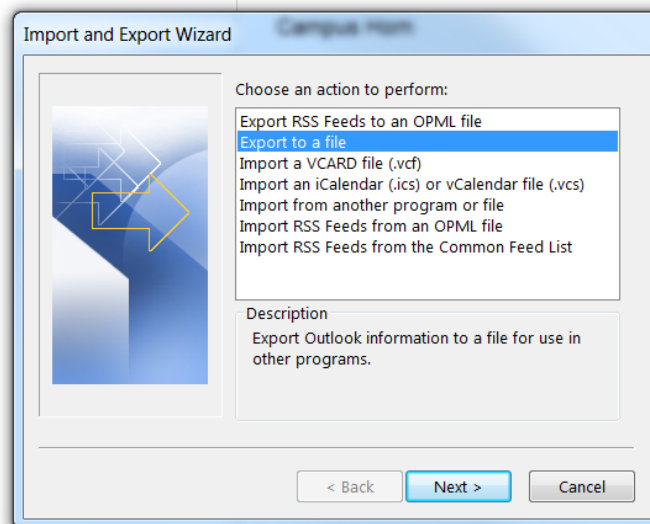 Campus Hom
Import and Export Wizard
Choose an action to perform:
Export RSS Feeds to an OPML file
Export to a file
Import a VCARD file (.vcf)
Import an iCalendar (.ics) or vCalendar file (.vcs)
Import from another program or file
Import RSS Feeds from an OPML file
Import RSS Feeds from the Common Feed List
Description
Export Outlook information to a file for use in
other programs.
< Back
Next >
Cancel